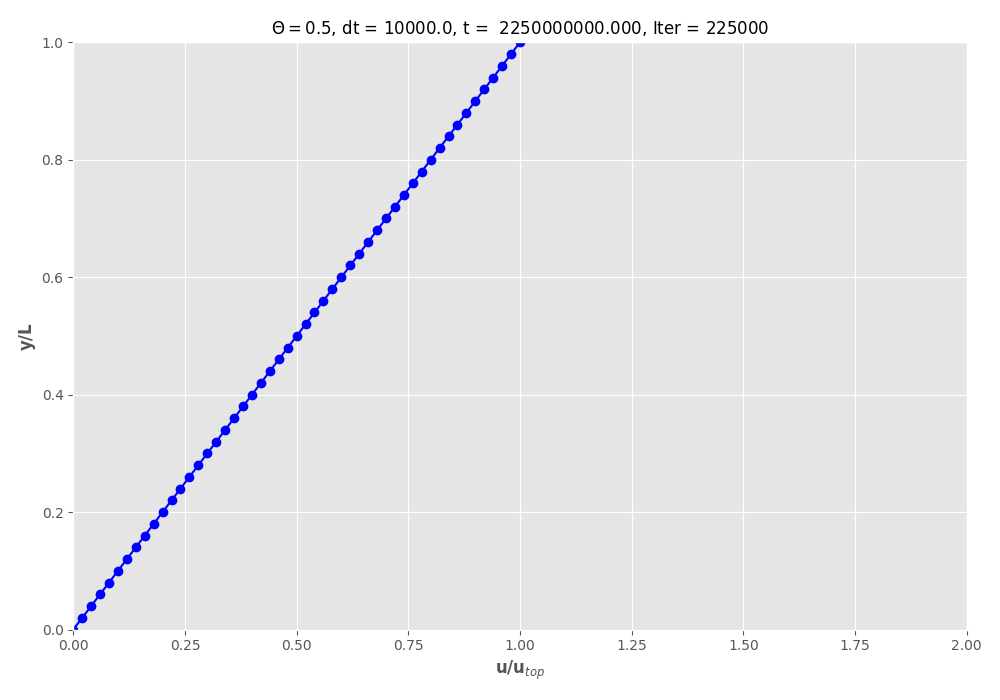 Θ = 0.5, dt = 10000.0, t =  2250000000.000, Iter = 225000
1.0
0.8
0.6
0.4
0.2
0.0
y/L
0.00 0.25 0.50 0.75 1.00 1.25 1.50 1.75 2.00
u/u_top